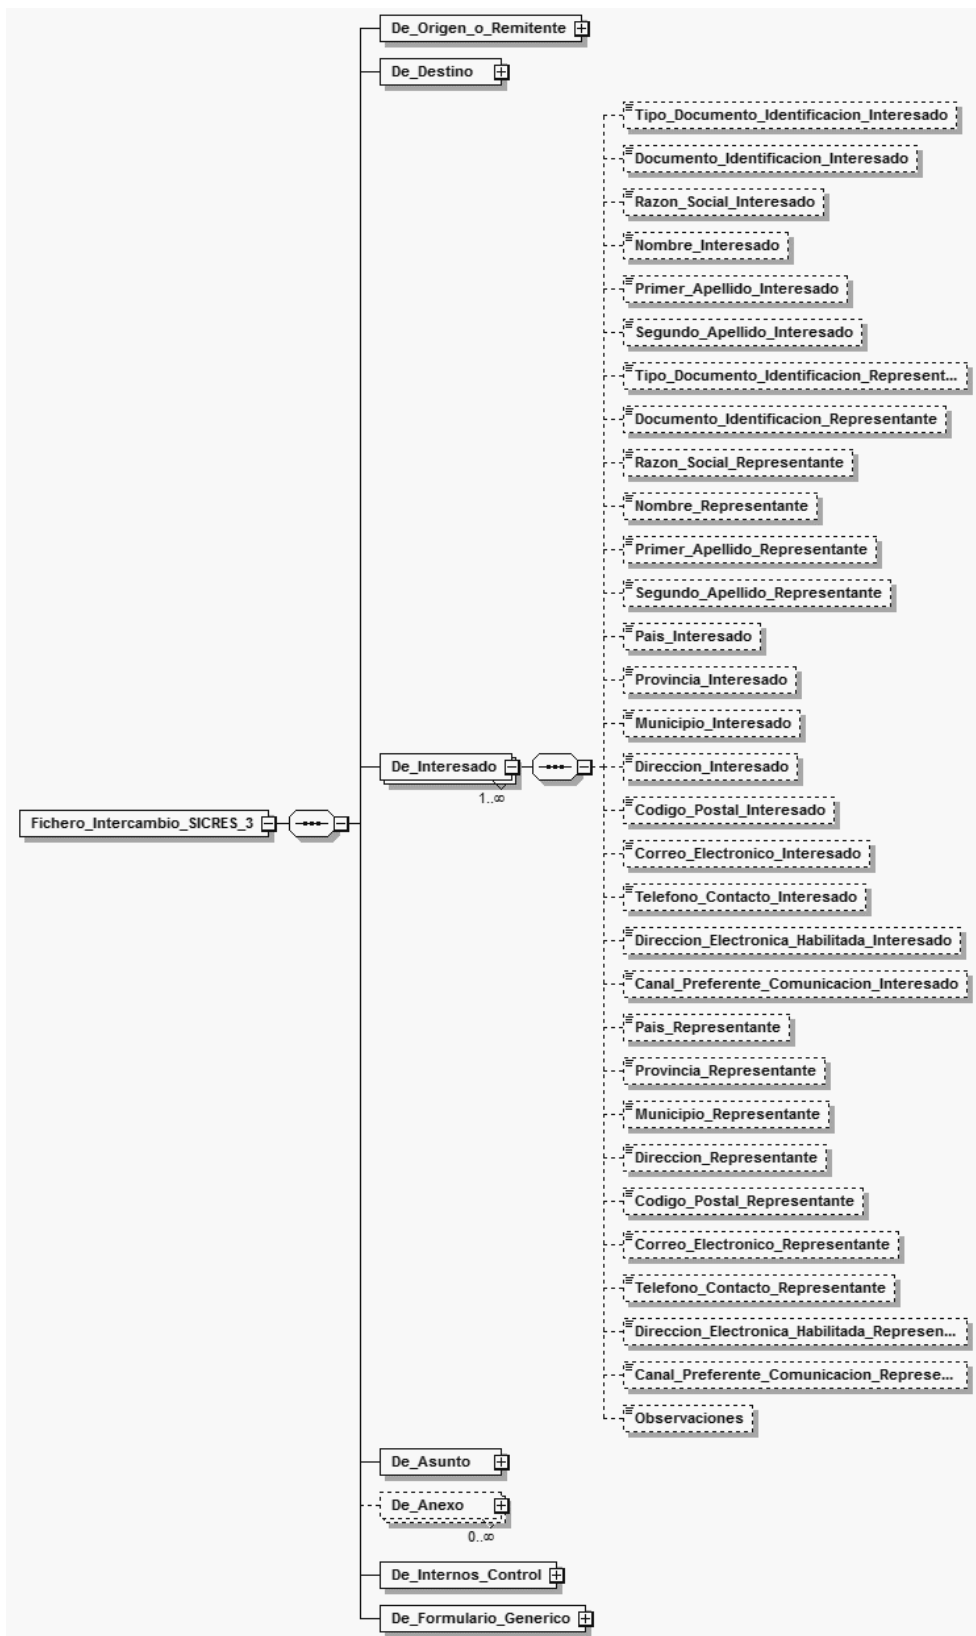 De_Origen_o_Remitente
De_Destino
Tipo_Documento_Identificacion_Interesado
Documento_Identificacion_Interesado
Razon_Social_Interesado
Nombre_Interesado
Primer_Apellido_Interesado
Segundo_Apellido_Interesado
Tipo_Documento_Identificacion_Represent...
Documento_Identificacion_Representante
Razon_Social_Representante
Nombre_Representante
Primer_Apellido_Representante
Segundo_Apellido_Representante
Pais_Interesado
Provincia_Interesado
Municipio_Interesado
De_Interesado
1..∞
Direccion_Interesado
Codigo_Postal_Interesado
Fichero_Intercambio_SICRES_3
Correo_Electronico_Interesado
Telefono_Contacto_Interesado
Direccion_Electronica_Habilitada_Interesado
Canal_Preferente_Comunicacion_Interesado
Pais_Representante
Provincia_Representante
Municipio_Representante
Direccion_Representante
Codigo_Postal_Representante
Correo_Electronico_Representante
Telefono_Contacto_Representante
Direccion_Electronica_Habilitada_Represen...
Canal_Preferente_Comunicacion_Represe...
Observaciones
De_Asunto
De_Anexo
0..∞
De_Internos_Control
De_Formulario_Generico